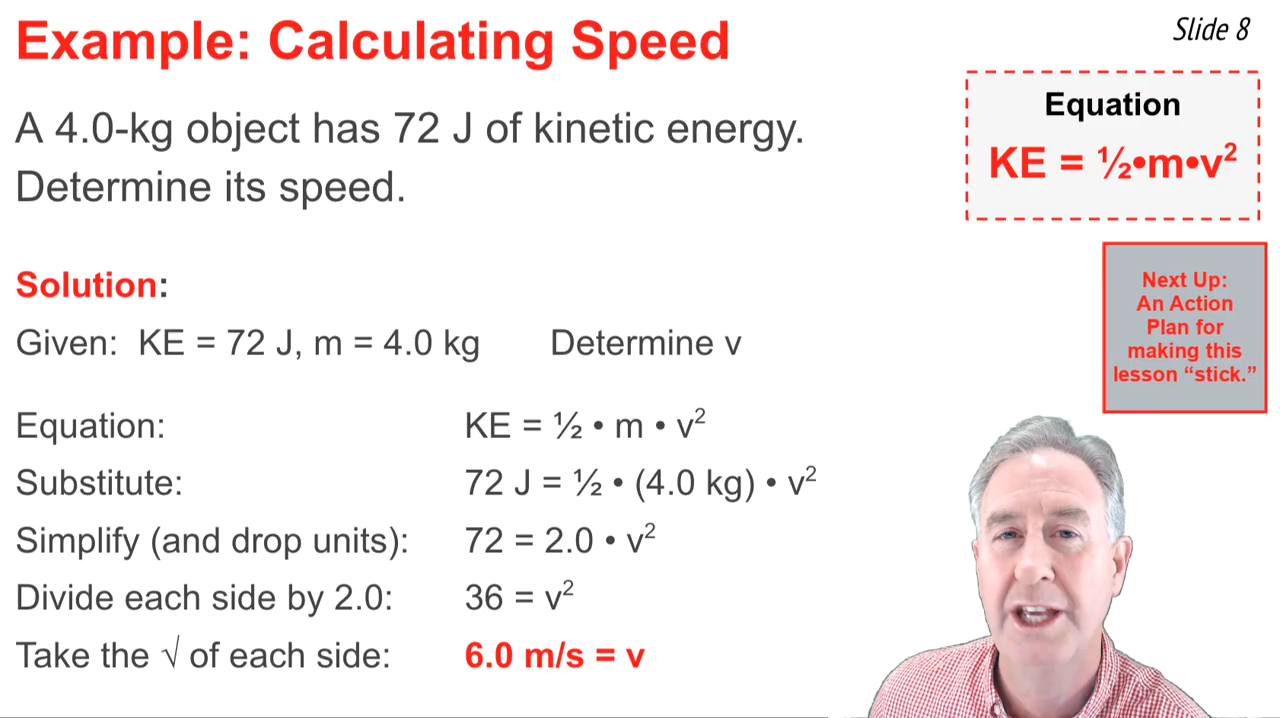 Example: Calculating Speed
Slide 8
A 4.0-kg object has 72 J of kinetic energy.
Determine its speed.
Equation
KE = ½•m•v²
Next Up:
An Action
Plan for
making this
lesson “stick.”
Solution:
Given:  KE = 72 J, m = 4.0 kg    Determine v
Equation:    KE = ½ • m • v²
Substitute:    72 J = ½ • (4.0 kg) • v²
Simplify (and drop units):    72 = 2.0 • v²
Divide each side by 2.0:    36 = v²
Take the √ of each side:    6.0 m/s = v